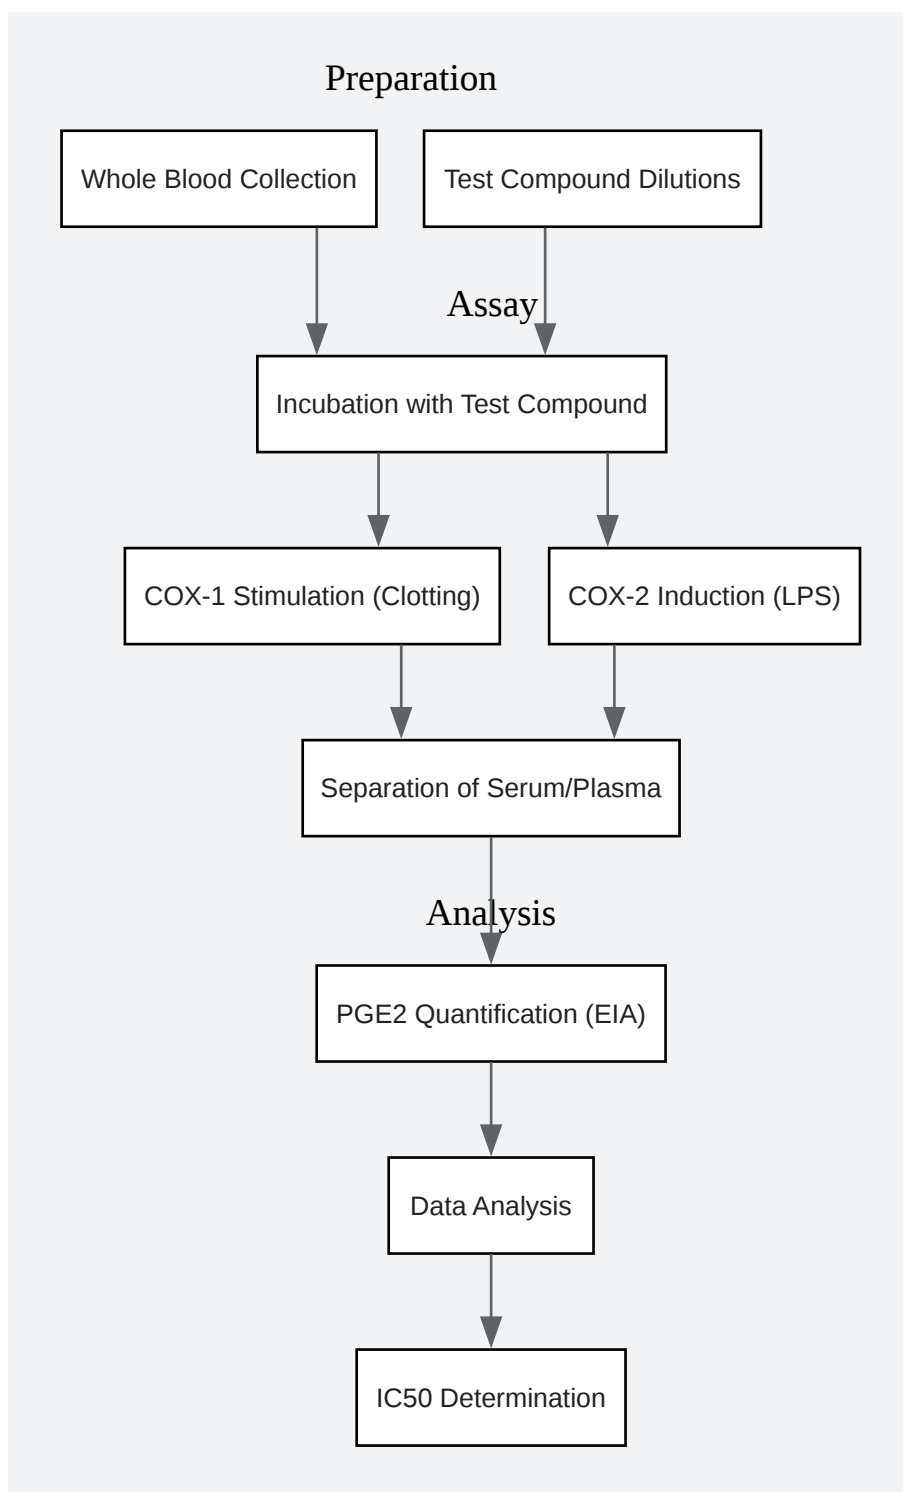 Preparation
Whole Blood Collection
Test Compound Dilutions
Assay
Incubation with Test Compound
COX-1 Stimulation (Clotting)
COX-2 Induction (LPS)
Separation of Serum/Plasma
Analysis
PGE2 Quantification (EIA)
Data Analysis
IC50 Determination